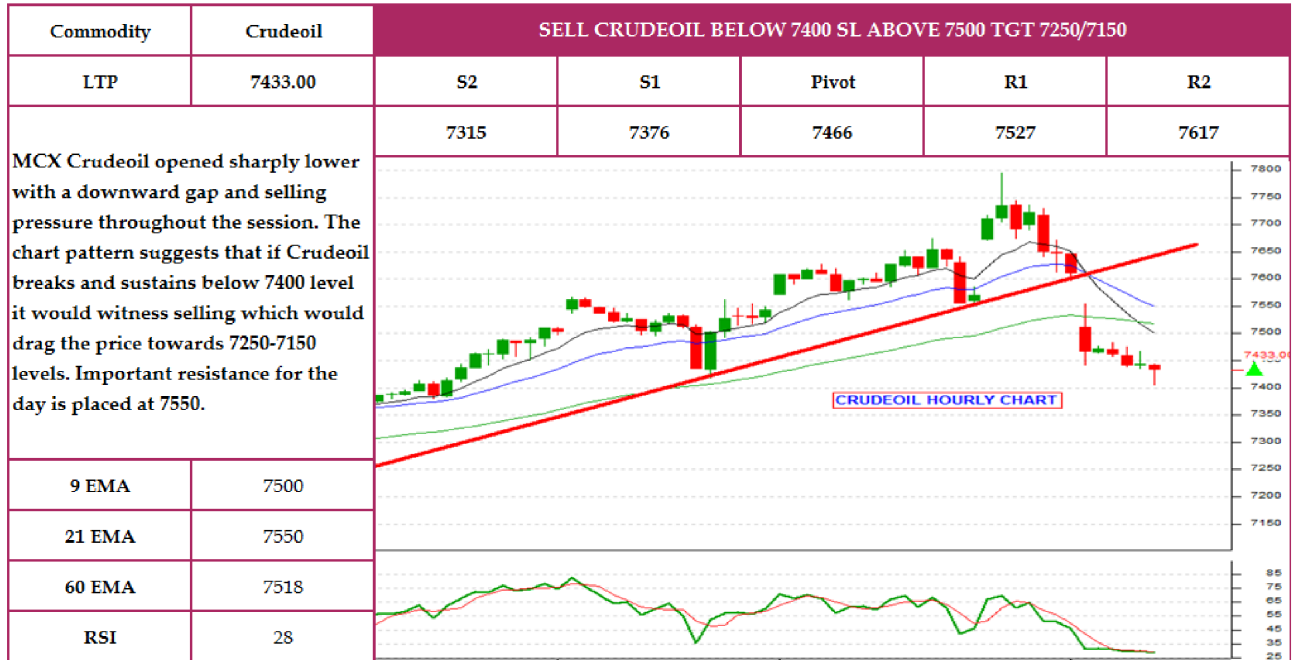 Commodity Crudeoil SELL CRUDEOIL BELOW 7400 SL ABOVE 7500 TGT 7250/7150
LTP 7433.00 S2 S1 Pivot R1 R2
7315 7376 7466 7527 7617
MCX Crudeoil opened sharply lower
with a downward gap and selling
pressure throughout the session. The
chart pattern suggests that if Crudeoil
breaks and sustains below 7400 level
it would witness selling which would
drag the price towards 7250-7150
levels. Important resistance for the
day is placed at 7550.
9 EMA 7500
21 EMA 7550
60 EMA 7518
RSI 28
7800
7750
7700
7650
7600
7550
7500
7433.00
7400
7350
7300
7250
7200
7150
CRUDEOIL HOURLY CHART
85
75
65
55
45
35
25